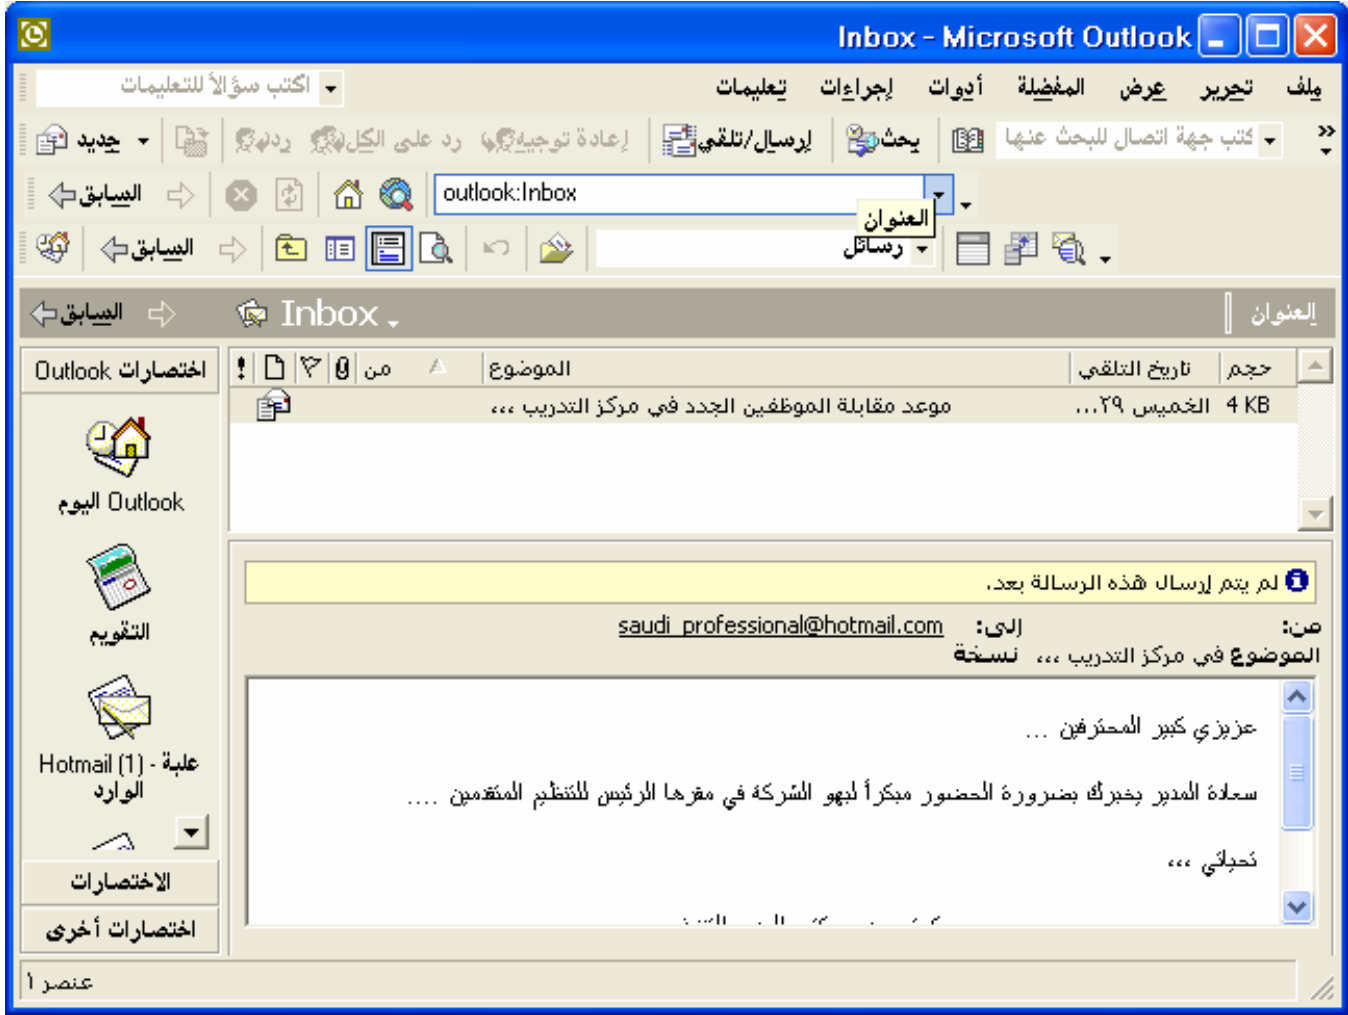 Inbox - Microsoft Outlook
ملف تحرير عرض المفضلة أدوات إجراءات تعليمات اكتب سؤالاً للتعليمات
كتب جهة اتصال للبحث عنها بحث إرسال/تلقي إعادة توجيه رد على الكل رد جديد
السابق outlook:Inbox
العنوان
السابق رسائل
العنوان Inbox السابق
حجم تاريخ التلقي الموضوع من
4 KB الخميس ٢٩... موعد مقابلة الموظفين الجدد في مركز التدريب ،،،
اختصارات Outlook
Outlook اليوم
التقويم
Hotmail (1) - علبة
الوارد
الاختصارات
اختصارات أخرى
لم يتم إرسال هذه الرسالة بعد.
من: إلى: saudi_professional@hotmail.com
الموضوع في مركز التدريب ،،، نسخة
عزيزي كبير المحترفين ...
سعادة المدير يخبرك بضرورة الحضور مبكراً لبهو الشركة في مقرها الرئيس للتنظيم المتقدمين ....
تحياتي ،،،
عنصر ١